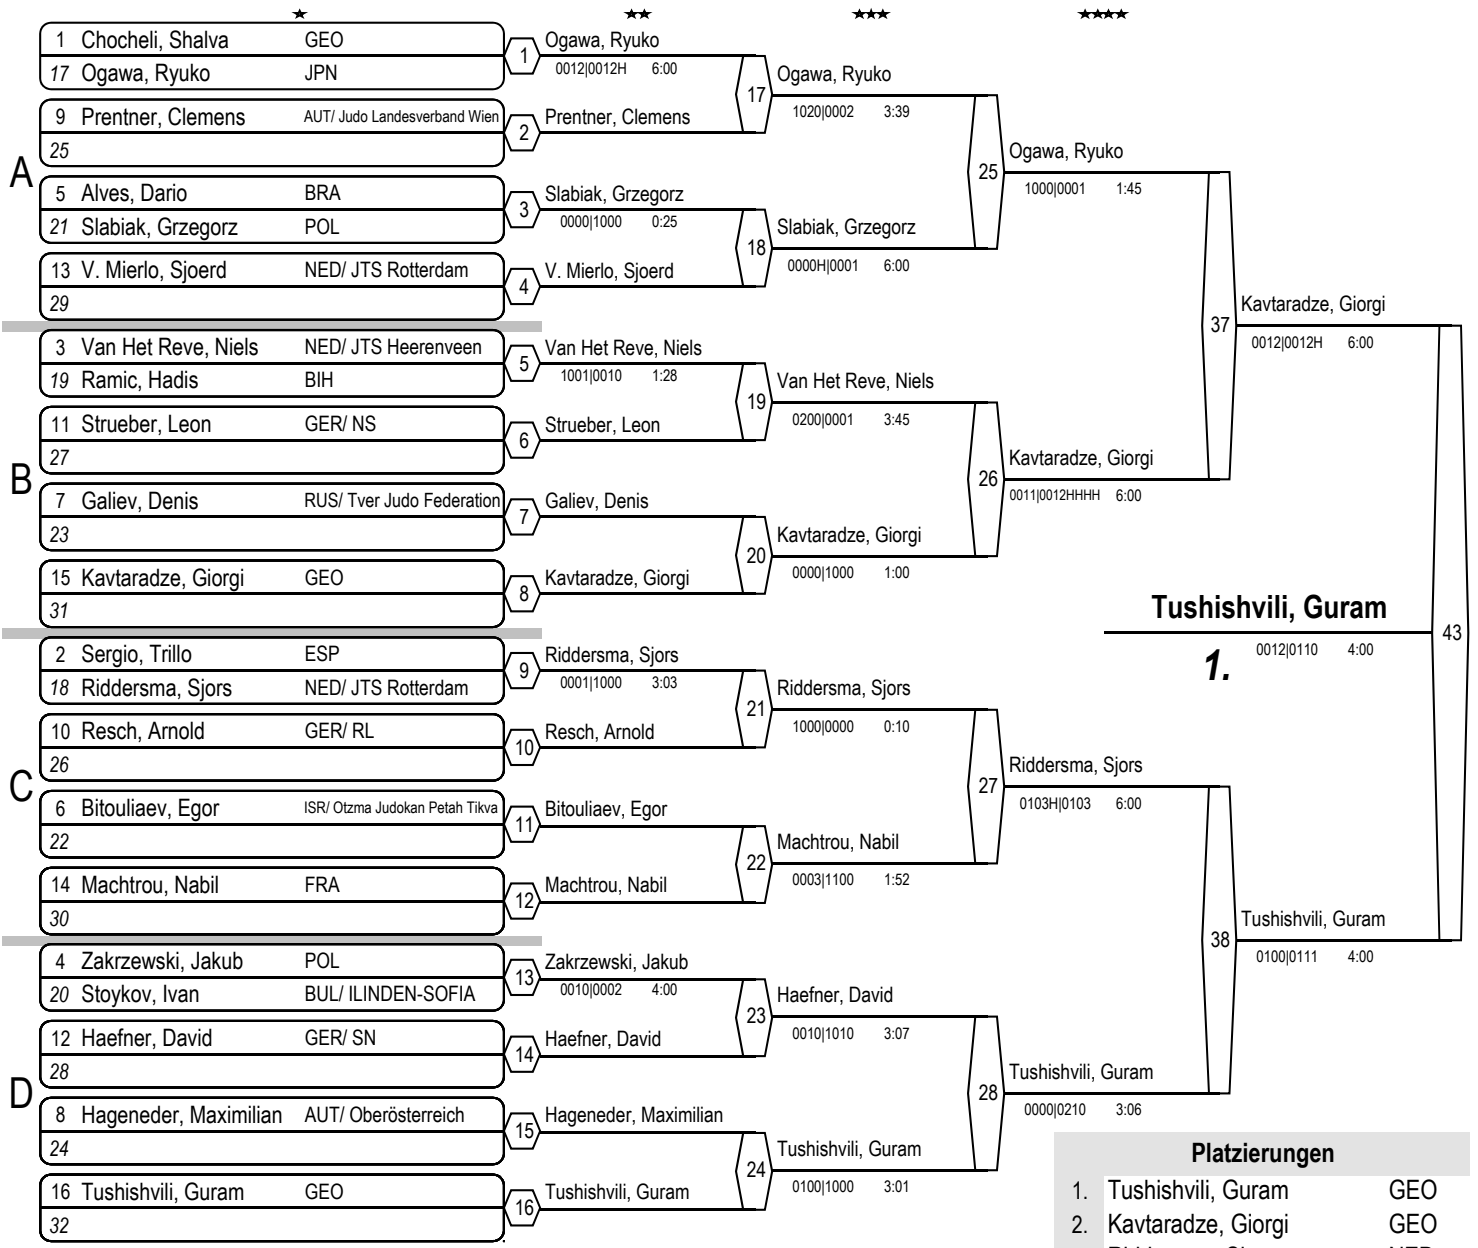 ★ ★★ ★★★ ★★★★
A
1 Chocheli, Shalva GEO
17 Ogawa, Ryuko JPN
9 Prentner, Clemens AUT/ Judo Landesverband Wien
25
5 Alves, Dario BRA
21 Slabiak, Grzegorz POL
13 V. Mierlo, Sjoerd NED/ JTS Rotterdam
29
B
3 Van Het Reve, Niels NED/ JTS Heerenveen
19 Ramic, Hadis BIH
11 Strueber, Leon GER/ NS
27
7 Galiev, Denis RUS/ Tver Judo Federation
23
15 Kavtaradze, Giorgi GEO
31
C
2 Sergio, Trillo ESP
18 Riddersma, Sjors NED/ JTS Rotterdam
10 Resch, Arnold GER/ RL
26
6 Bitouliaev, Egor ISR/ Otzma Judokan Petah Tikva
22
14 Machtrou, Nabil FRA
30
D
4 Zakrzewski, Jakub POL
20 Stoykov, Ivan BUL/ ILINDEN-SOFIA
12 Haefner, David GER/ SN
28
8 Hageneder, Maximilian AUT/ Oberösterreich
24
16 Tushishvili, Guram GEO
32
1 Ogawa, Ryuko
0012|0012H 6:00
2 Prentner, Clemens
3 Slabiak, Grzegorz
0000|1000 0:25
4 V. Mierlo, Sjoerd
5 Van Het Reve, Niels
1001|0010 1:28
6 Strueber, Leon
7 Galiev, Denis
8 Kavtaradze, Giorgi
9 Riddersma, Sjors
0001|1000 3:03
10 Resch, Arnold
11 Bitouliaev, Egor
12 Machtrou, Nabil
13 Zakrzewski, Jakub
0010|0002 4:00
14 Haefner, David
15 Hageneder, Maximilian
16 Tushishvili, Guram
17 Ogawa, Ryuko
1020|0002 3:39
18 Slabiak, Grzegorz
0000H|0001 6:00
19 Van Het Reve, Niels
0200|0001 3:45
20 Kavtaradze, Giorgi
0000|1000 1:00
21 Riddersma, Sjors
1000|0000 0:10
22 Machtrou, Nabil
0003|1100 1:52
23 Haefner, David
0010|1010 3:07
24 Tushishvili, Guram
0100|1000 3:01
25 Ogawa, Ryuko
1000|0001 1:45
26 Kavtaradze, Giorgi
0011|0012HHHH 6:00
27 Riddersma, Sjors
0103H|0103 6:00
28 Tushishvili, Guram
0000|0210 3:06
37 Kavtaradze, Giorgi
0012|0012H 6:00
38 Tushishvili, Guram
0100|0111 4:00
43 Tushishvili, Guram
1. 0012|0110 4:00
Platzierungen
1. Tushishvili, Guram GEO
2. Kavtaradze, Giorgi GEO